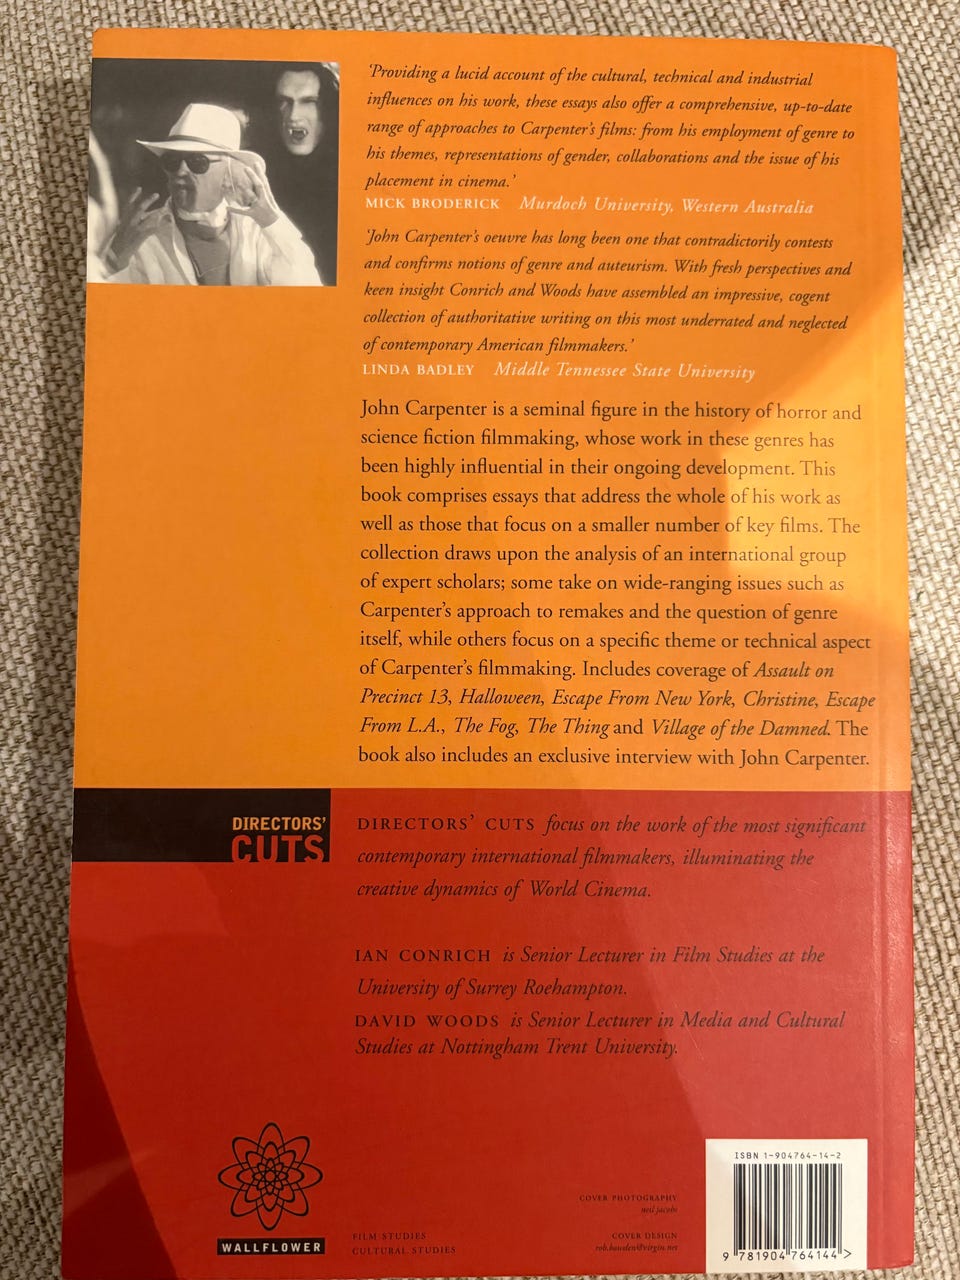 ‘Providing a lucid account of the cultural, technical and industrial
influences on his work, these essays also offer a comprehensive, up-to-date
range of approaches to Carpenter’s films: from his employment of genre to
his themes, representations of gender, collaborations and the issue of his
placement in cinema.’
MICK BRODERICK Murdoch University, Western Australia
‘John Carpenter’s oeuvre has long been one that contradictorily contests
and confirms notions of genre and auteurism. With fresh perspectives and
keen insight Conrich and Woods have assembled an impressive, cogent
collection of authoritative writing on this most underrated and neglected
of contemporary American filmmakers.’
LINDA BADLEY Middle Tennessee State University
John Carpenter is a seminal figure in the history of horror and
science fiction filmmaking, whose work in these genres has
been highly influential in their ongoing development. This
book comprises essays that address the whole of his work as
well as those that focus on a smaller number of key films. The
collection draws upon the analysis of an international group
of expert scholars; some take on wide-ranging issues such as
Carpenter’s approach to remakes and the question of genre
itself, while others focus on a specific theme or technical aspect
of Carpenter’s filmmaking. Includes coverage of Assault on
Precinct 13, Halloween, Escape From New York, Christine, Escape
From L.A., The Fog, The Thing and Village of the Damned. The
book also includes an exclusive interview with John Carpenter.
DIRECTORS’
CUTS
DIRECTORS’ CUTS focus on the work of the most significant
contemporary international filmmakers, illuminating the
creative dynamics of World Cinema.
IAN CONRICH is Senior Lecturer in Film Studies at the
University of Surrey Roehampton.
DAVID WOODS is Senior Lecturer in Media and Cultural
Studies at Nottingham Trent University.
WALLFLOWER
FILM STUDIES
CULTURAL STUDIES
COVER PHOTOGRAPHY
neil jacobs
COVER DESIGN
rob.bowden@virgin.net
ISBN 1-904764-14-2
9 781904 764144 >